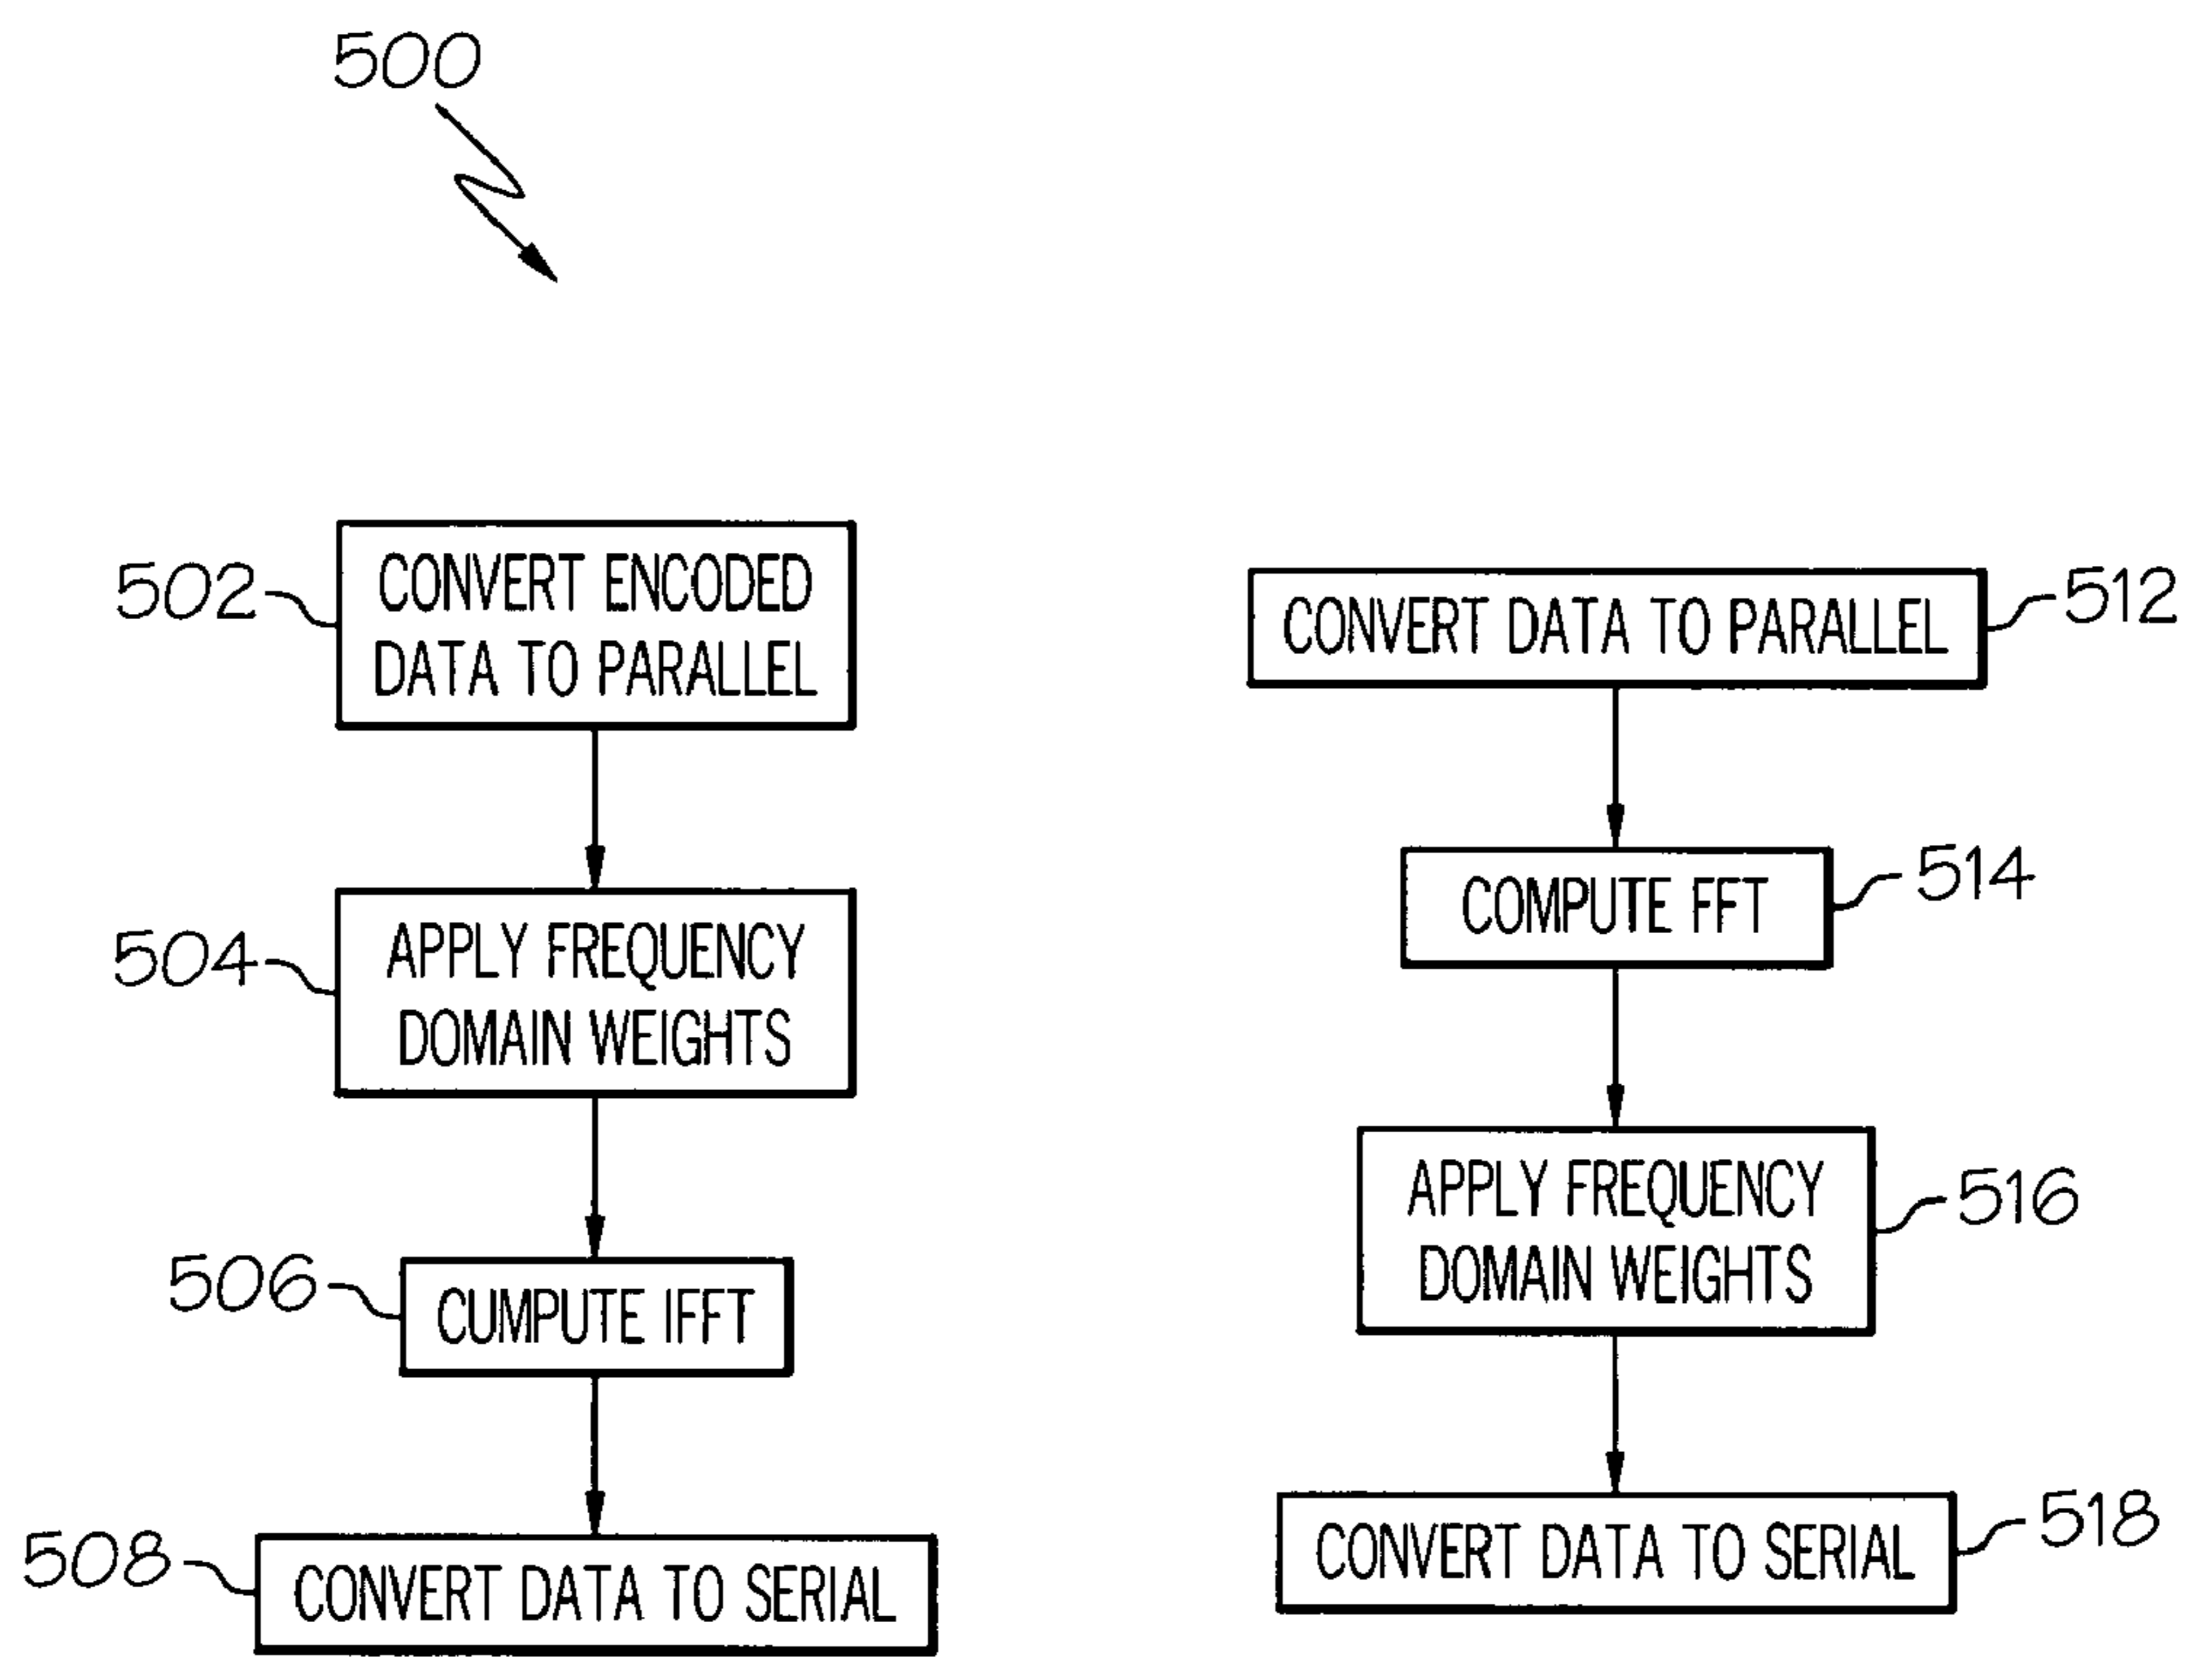 500
502
CONVERT ENCODED
DATA TO PARALLEL
504
APPLY FREQUENCY
DOMAIN WEIGHTS
506
CUMPUTE IFFT
508
CONVERT DATA TO SERIAL
CONVERT DATA TO PARALLEL
512
COMPUTE FFT
514
APPLY FREQUENCY
DOMAIN WEIGHTS
516
CONVERT DATA TO SERIAL
518